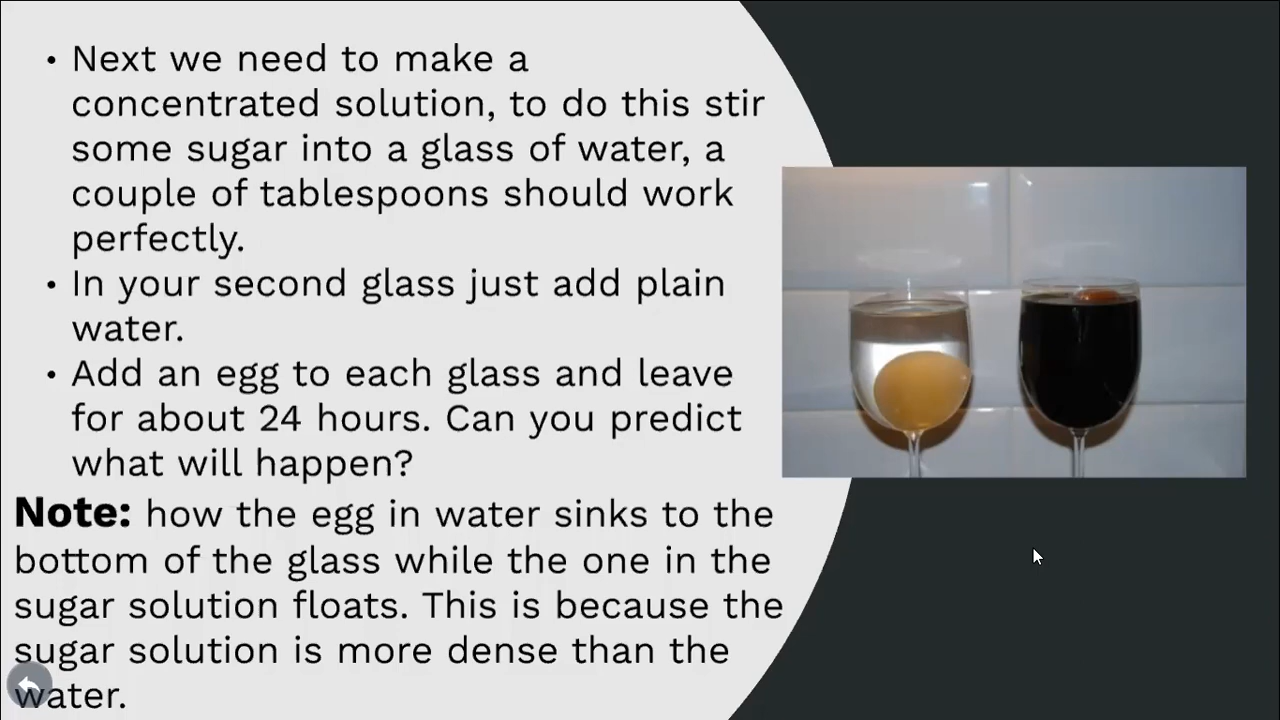 • Next we need to make a
concentrated solution, to do this stir
some sugar into a glass of water, a
couple of tablespoons should work
perfectly.
• In your second glass just add plain
water.
• Add an egg to each glass and leave
for about 24 hours. Can you predict
what will happen?
Note: how the egg in water sinks to the
bottom of the glass while the one in the
sugar solution floats. This is because the
sugar solution is more dense than the
water.